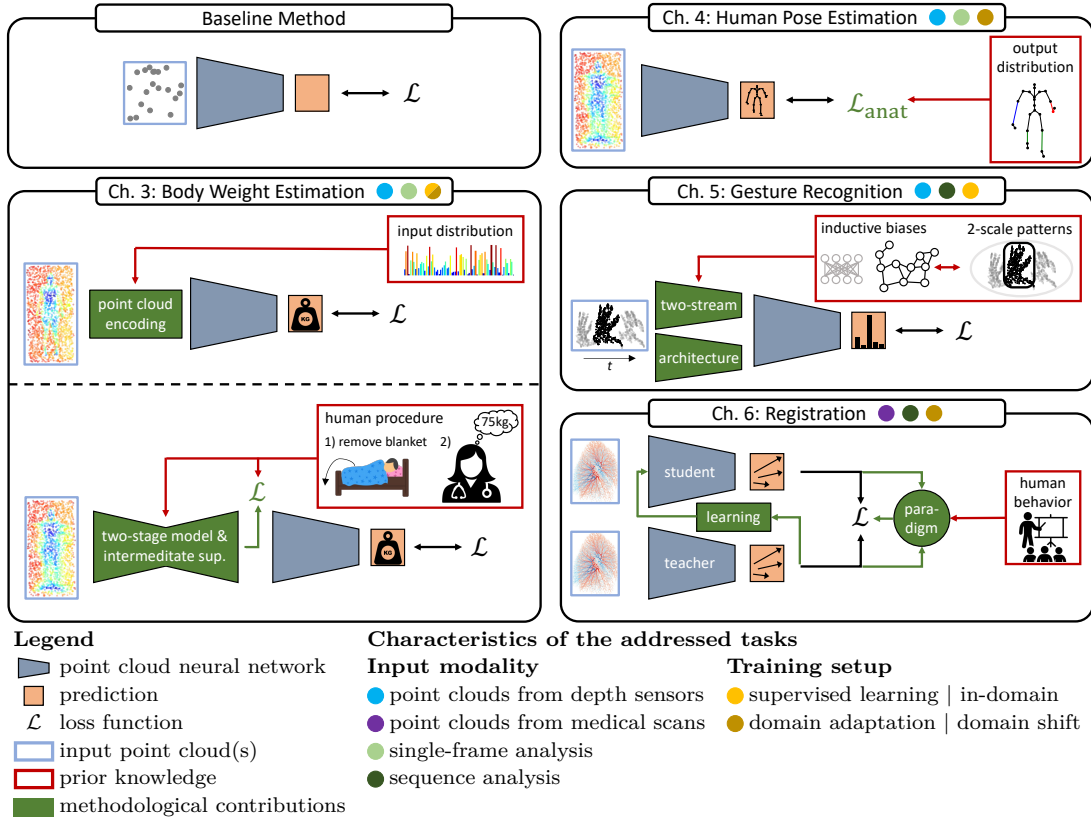 Baseline Method
ℒ
Ch. 4: Human Pose Estimation
output
distribution
ℒanat
Ch. 3: Body Weight Estimation
input distribution
point cloud
encoding
KG
ℒ
human procedure
1) remove blanket 2)
75kg
ℒ
two-stage model &
intermeditate sup.
KG
ℒ
Ch. 5: Gesture Recognition
inductive biases
2-scale patterns
two-stream
architecture
t
ℒ
Ch. 6: Registration
student
learning
teacher
ℒ
para-
digm
human
behavior
Legend
point cloud neural network
prediction
ℒ loss function
input point cloud(s)
prior knowledge
methodological contributions
Characteristics of the addressed tasks
Input modality
point clouds from depth sensors
point clouds from medical scans
single-frame analysis
sequence analysis
Training setup
supervised learning | in-domain
domain adaptation | domain shift